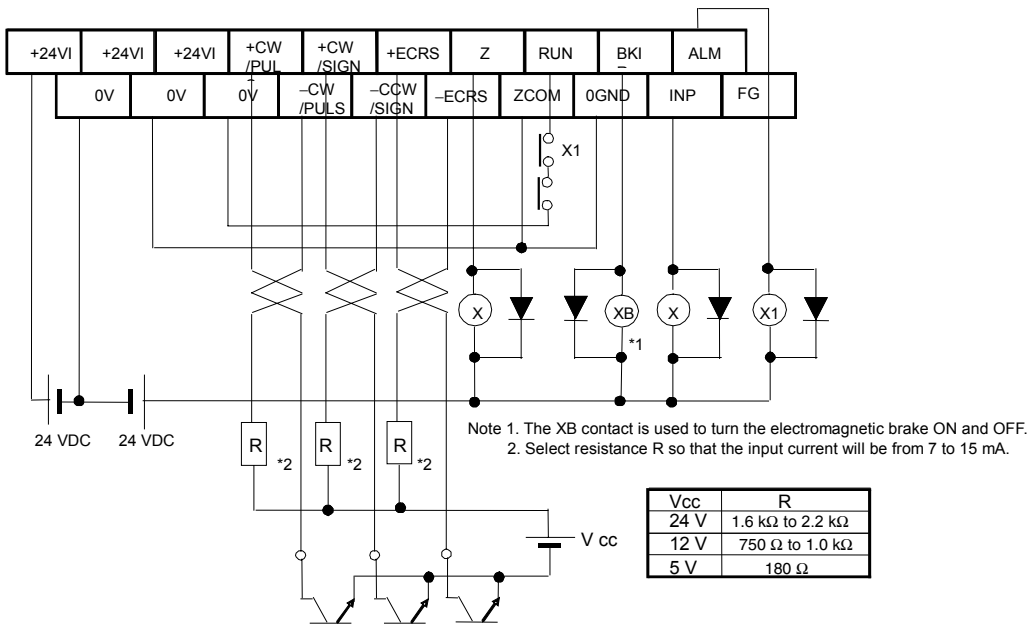 +24VI +24VI +24VI +CW /PUL +CW /SIGN +ECRS Z RUN BKI ALM
0V 0V 0V –CW /PULS –CCW /SIGN –ECRS ZCOM 0GND INP FG
X1
X XB X X1
*1
24 VDC 24 VDC
R *2 R *2 R *2
Note 1. The XB contact is used to turn the electromagnetic brake ON and OFF.
2. Select resistance R so that the input current will be from 7 to 15 mA.
V cc
Vcc R
24 V 1.6 kΩ to 2.2 kΩ
12 V 750 Ω to 1.0 kΩ
5 V 180 Ω